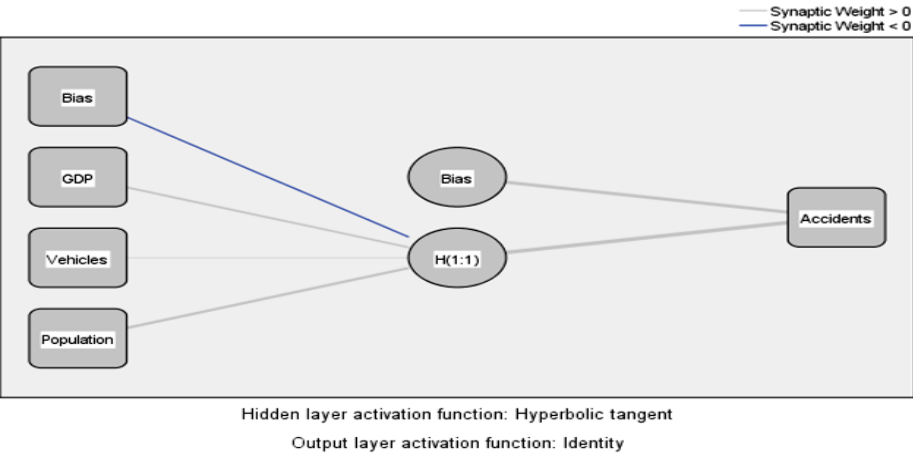 Synaptic Weight > 0
Synaptic Weight < 0
Bias
GDP
Bias
Accidents
Vehicles
H(1:1)
Population
Hidden layer activation function: Hyperbolic tangent
Output layer activation function: Identity